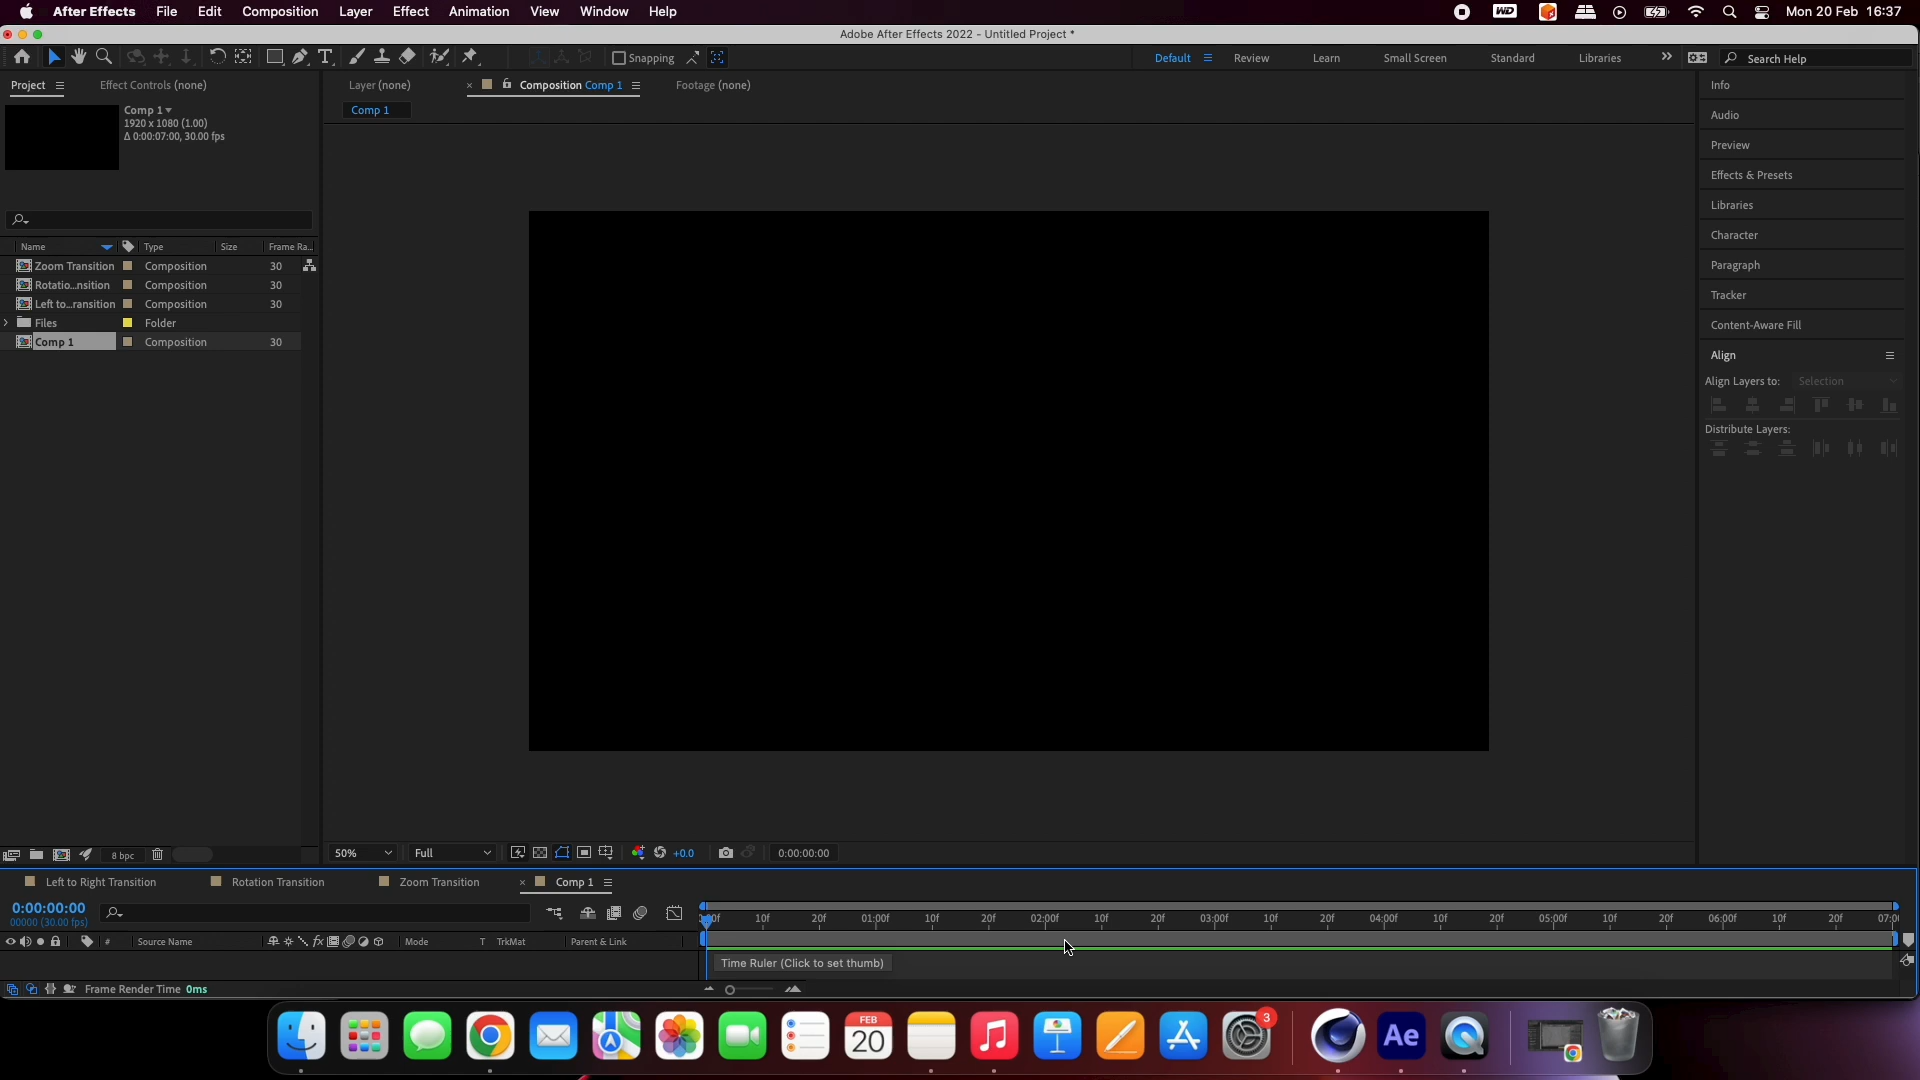 After Effects File Edit Composition Layer Effect Animation View Window Help
WD
Mon 20 Feb 16:37
Adobe After Effects 2022 - Untitled Project *
Snapping
Default Review Learn Small Screen Standard Libraries
Search Help
Project
Effect Controls (none)
Layer (none)
Composition Comp 1
Footage (none)
Comp 1
1920 x 1080 (1.00)
Δ 0:00:07:00, 30.00 fps
Comp 1
Name Type Size Frame Ra...
Zoom Transition Composition 30
Rotatio...nsition Composition 30
Left to...ransition Composition 30
Files Folder
Comp 1 Composition 30
Info
Audio
Preview
Effects & Presets
Libraries
Character
Paragraph
Tracker
Content-Aware Fill
Align
Align Layers to: Selection
Distribute Layers:
8 bpc
50% Full +0.0 0:00:00:00
Left to Right Transition Rotation Transition Zoom Transition Comp 1
0:00:00:00
00000 (30.00 fps)
10f 20f 01:00f 10f 20f 02:00f 10f 20f 03:00f 10f 20f 04:00f 10f 20f 05:00f 10f 20f 06:00f 10f 20f
# Source Name fx Mode T TrkMat Parent & Link
Time Ruler (Click to set thumb)
Frame Render Time 0ms
FEB
20
3
Ae